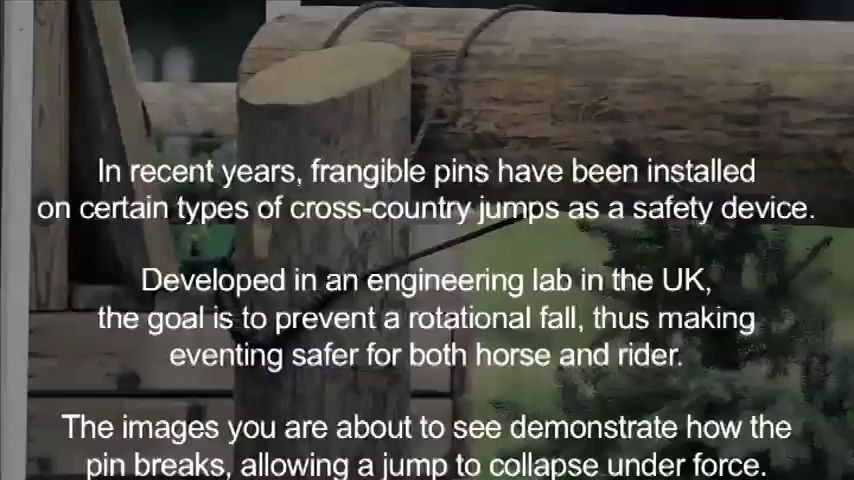 In recent years, frangible pins have been installed
on certain types of cross-country jumps as a safety device.
Developed in an engineering lab in the UK,
the goal is to prevent a rotational fall, thus making
eventing safer for both horse and rider.
The images you are about to see demonstrate how the
pin breaks, allowing a jump to collapse under force.